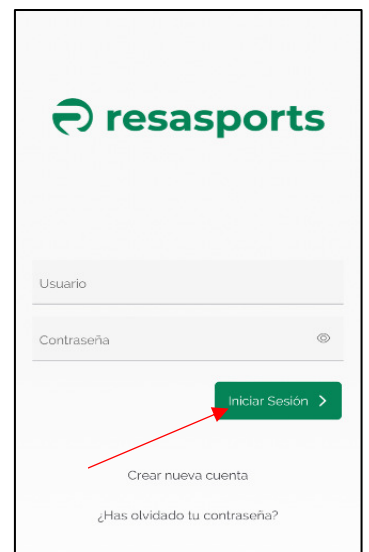 resasports
Usuario
Contraseña
Iniciar Sesión
Crear nueva cuenta
¿Has olvidado tu contraseña?